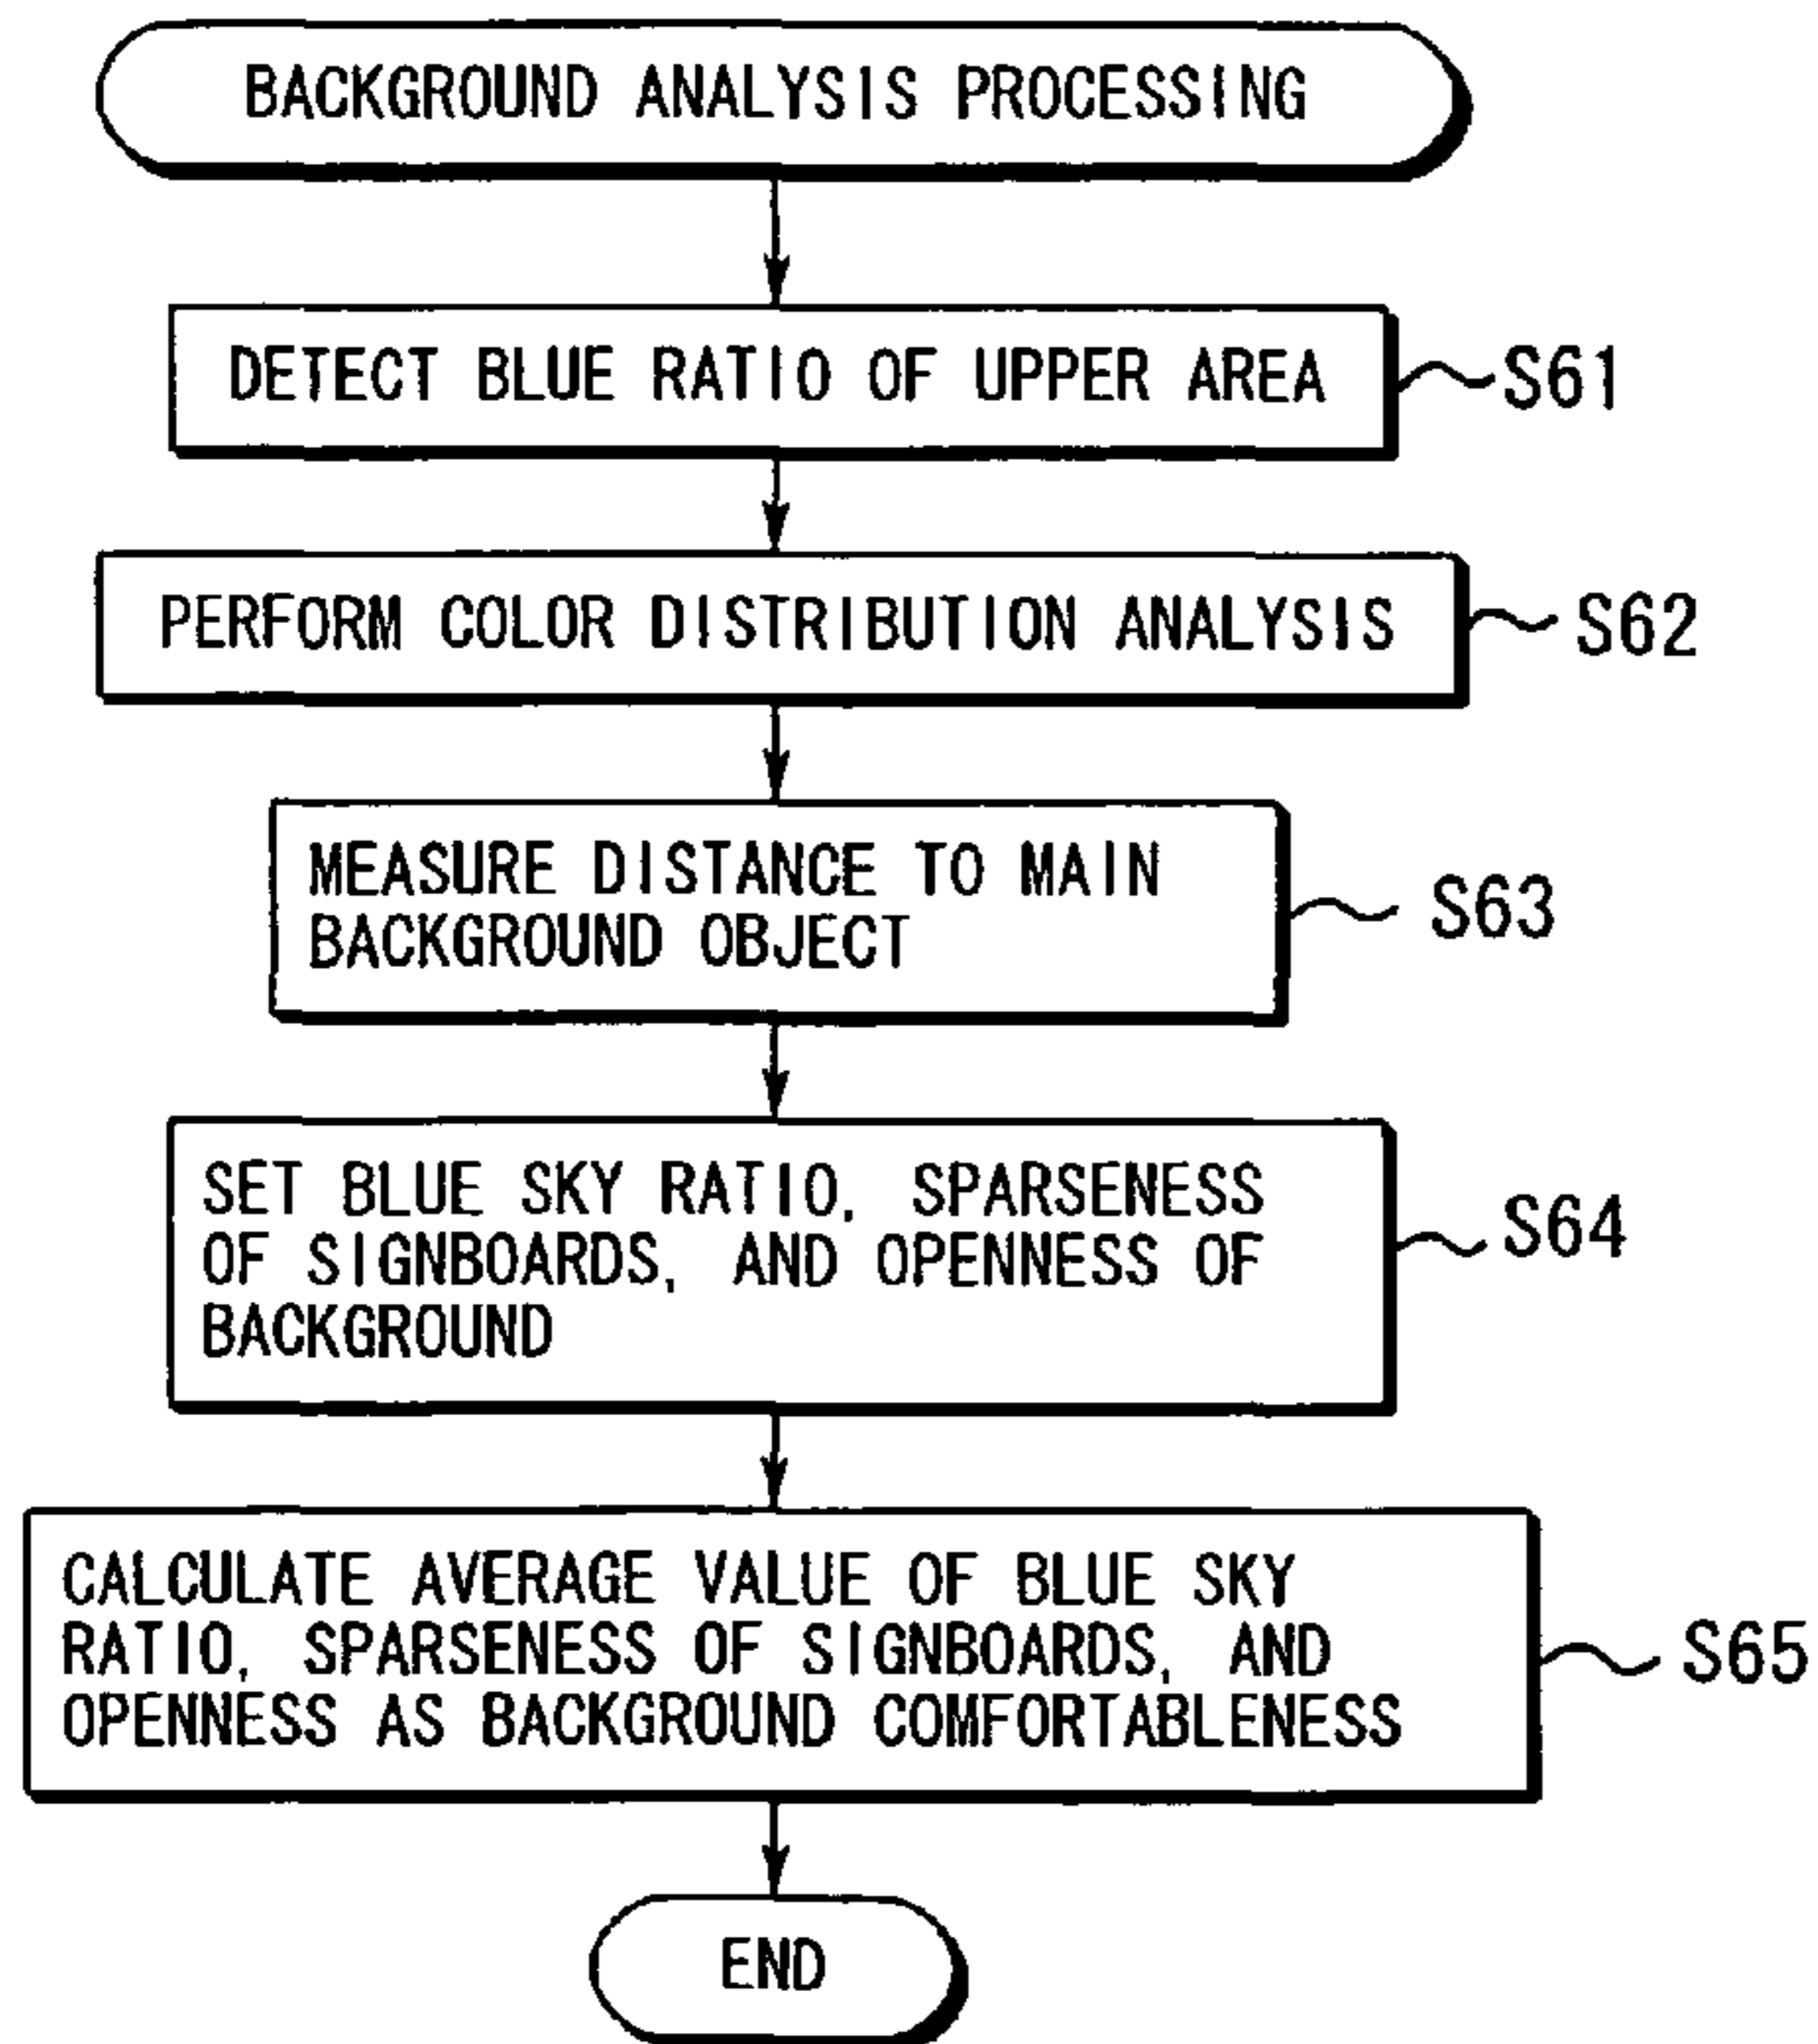 BACKGROUND ANALYSIS PROCESSING
DETECT BLUE RATIO OF UPPER AREA
S61
PERFORM COLOR DISTRIBUTION ANALYSIS
S62
MEASURE DISTANCE TO MAIN
BACKGROUND OBJECT
S63
SET BLUE SKY RATIO, SPARSENESS
OF SIGNBOARDS, AND OPENNESS OF
BACKGROUND
S64
CALCULATE AVERAGE VALUE OF BLUE SKY
RATIO, SPARSENESS OF SIGNBOARDS, AND
OPENNESS AS BACKGROUND COMFORTABLENESS
S65
END